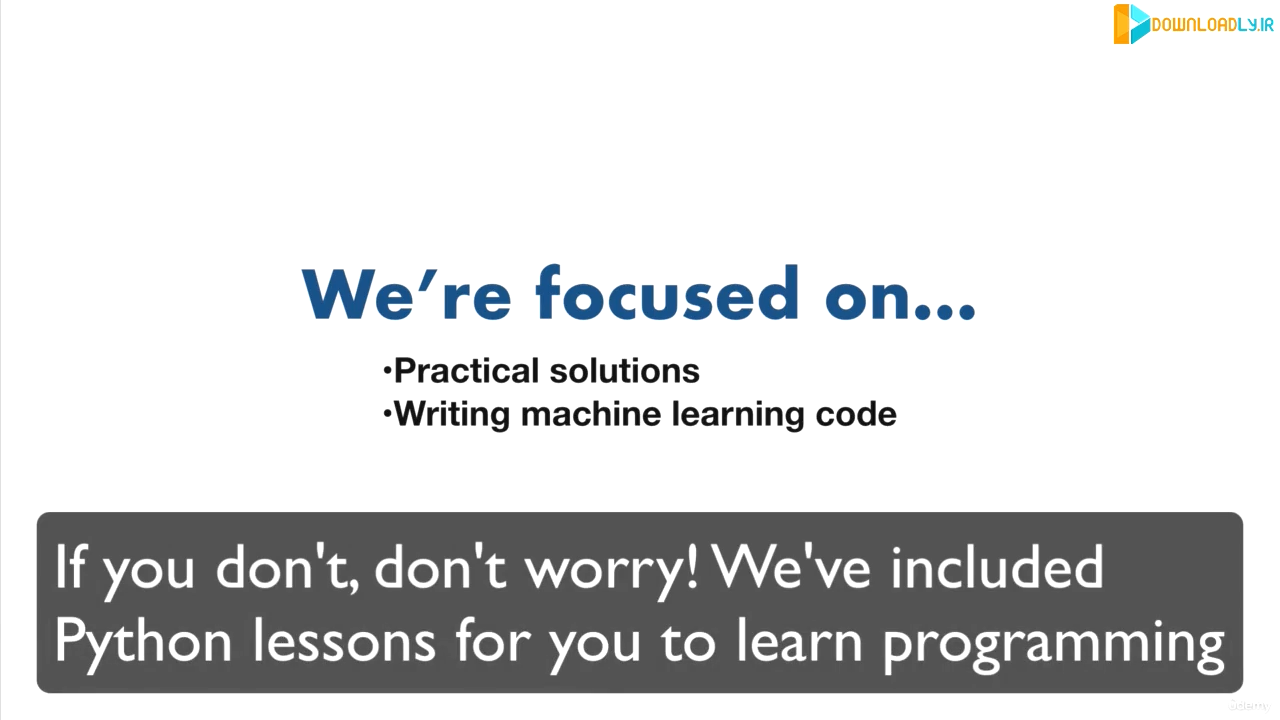 DOWNLOADLY.IR
We’re focused on...
•Practical solutions
•Writing machine learning code
If you don't, don't worry! We've included
Python lessons for you to learn programming
ûdemy